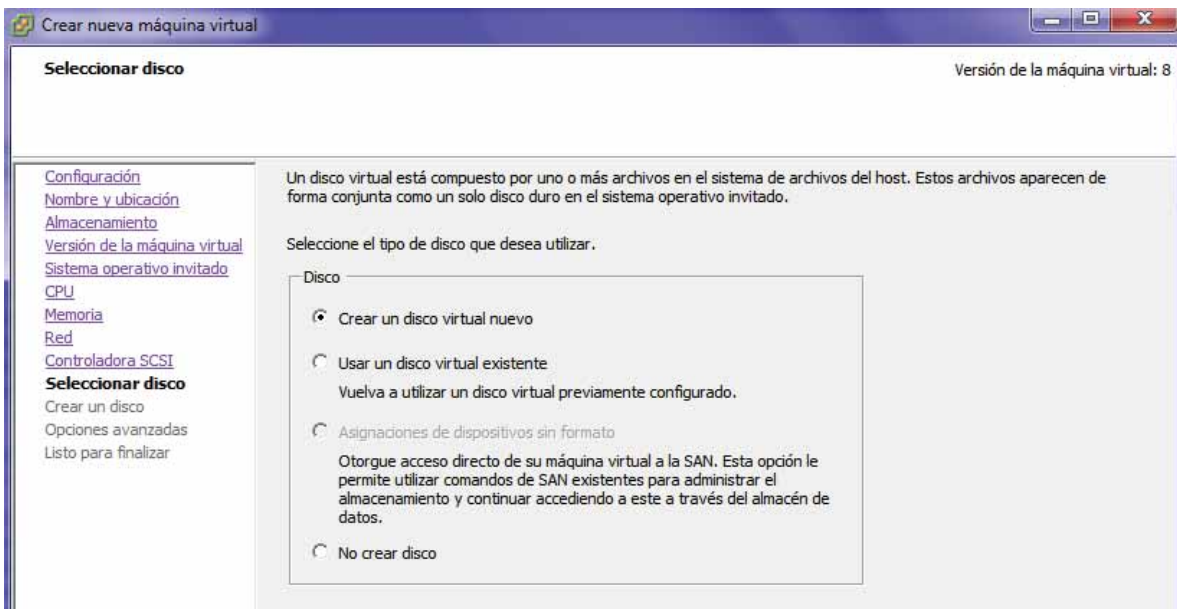 Crear nueva máquina virtual
Seleccionar disco
Versión de la máquina virtual: 8
Configuración
Nombre y ubicación
Almacenamiento
Versión de la máquina virtual
Sistema operativo invitado
CPU
Memoria
Red
Controladora SCSI
Seleccionar disco
Crear un disco
Opciones avanzadas
Listo para finalizar
Un disco virtual está compuesto por uno o más archivos en el sistema de archivos del host. Estos archivos aparecen de
forma conjunta como un solo disco duro en el sistema operativo invitado.
Seleccione el tipo de disco que desea utilizar.
Disco
Crear un disco virtual nuevo
Usar un disco virtual existente
Vuelva a utilizar un disco virtual previamente configurado.
Asignaciones de dispositivos sin formato
Otorgue acceso directo de su máquina virtual a la SAN. Esta opción le
permite utilizar comandos de SAN existentes para administrar el
almacenamiento y continuar accediendo a este a través del almacén de
datos.
No crear disco